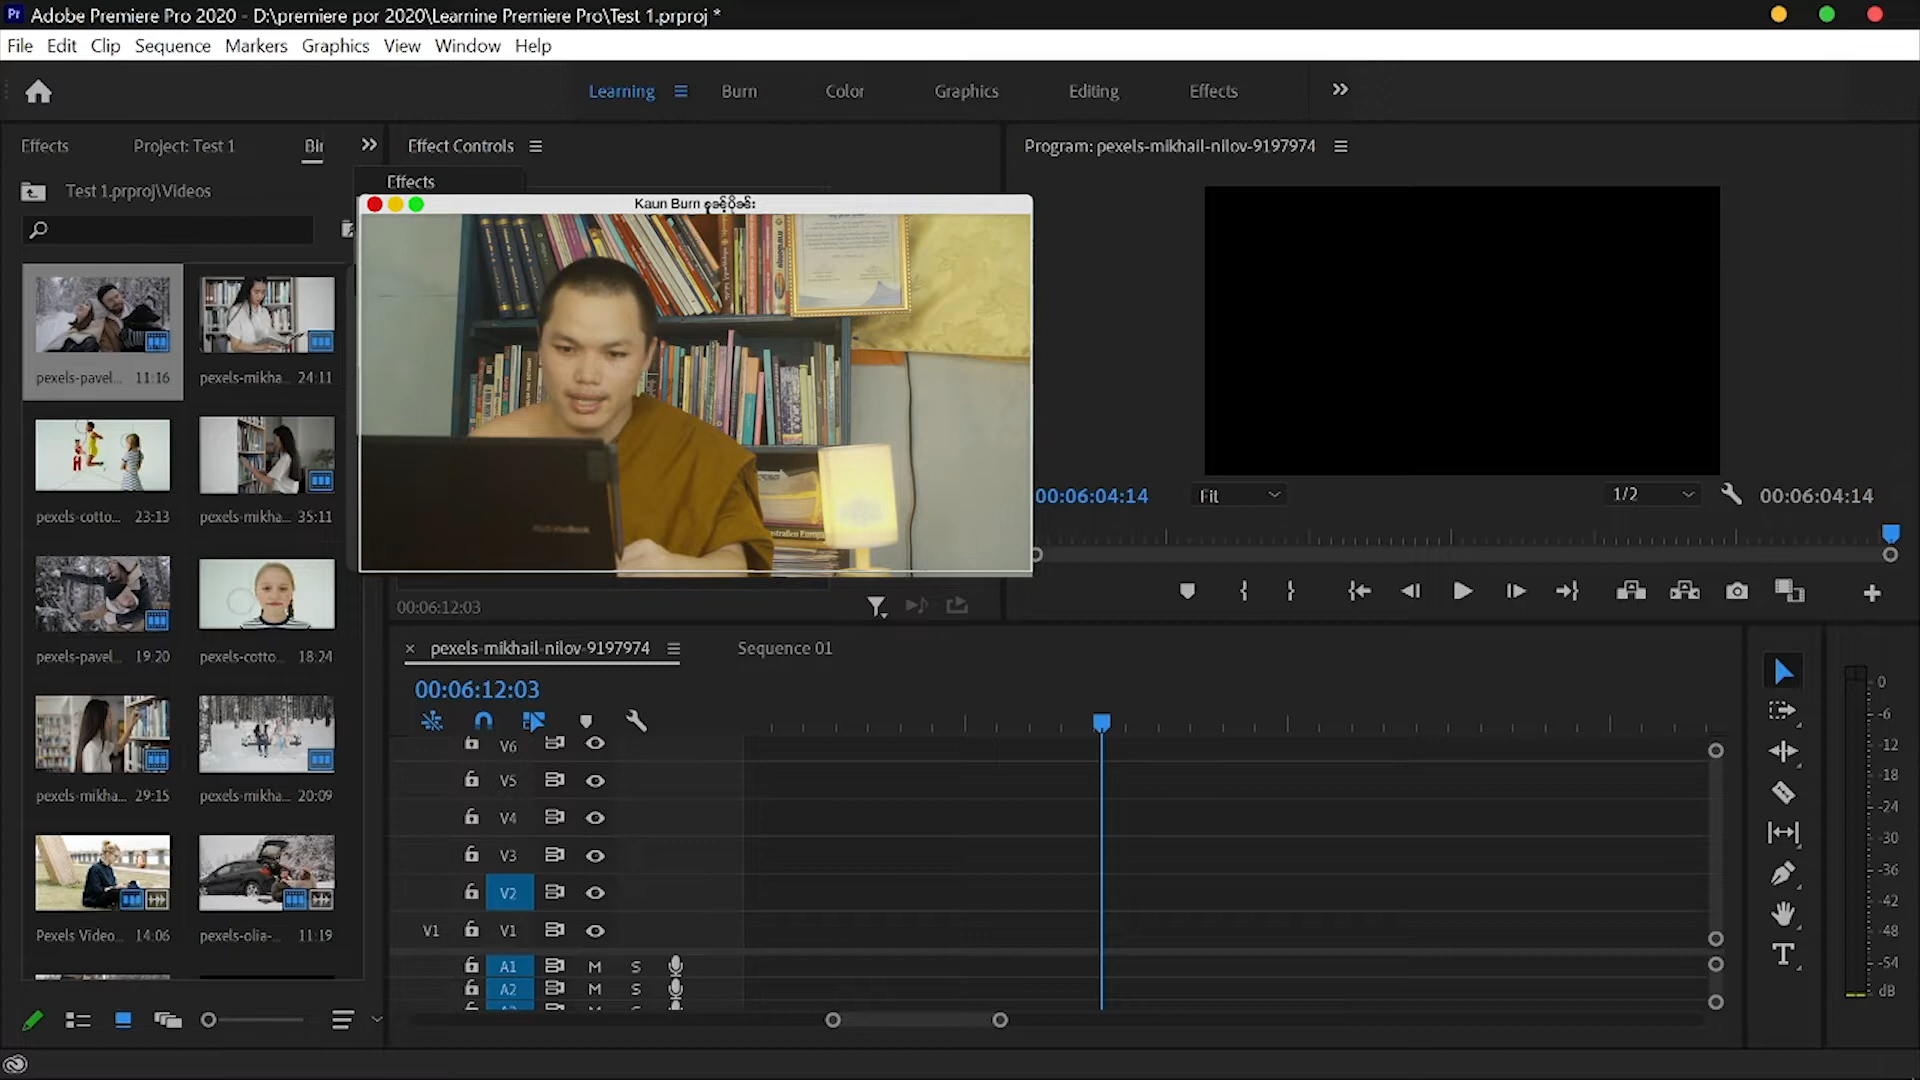 Adobe Premiere Pro 2020 - D:\premiere por 2020\Learnine Premiere Pro\Test 1.prproj *
File Edit Clip Sequence Markers Graphics View Window Help
Learning Burn Color Graphics Editing Effects
Effects Project: Test 1 Bir
Effect Controls
Program: pexels-mikhail-nilov-9197974
Effects
Test 1.prproj\Videos
Kaun Burn
pexels-pavel... 11:16
pexels-mikha... 24:11
pexels-cotto... 23:13
pexels-mikha... 35:11
pexels-pavel... 19:20
pexels-cotto... 18:24
pexels-mikha... 29:15
pexels-mikha... 20:09
Pexels Video... 14:06
pexels-olia-... 11:19
00:06:04:14 Fit 1/2 00:06:04:14
00:06:12:03
pexels-mikhail-nilov-9197974 Sequence 01
00:06:12:03
V6
V5
V4
V3
V2
V1 V1
A1 M S
A2 M S
0
-6
-12
-18
-24
-30
-36
-42
-48
-54
dB